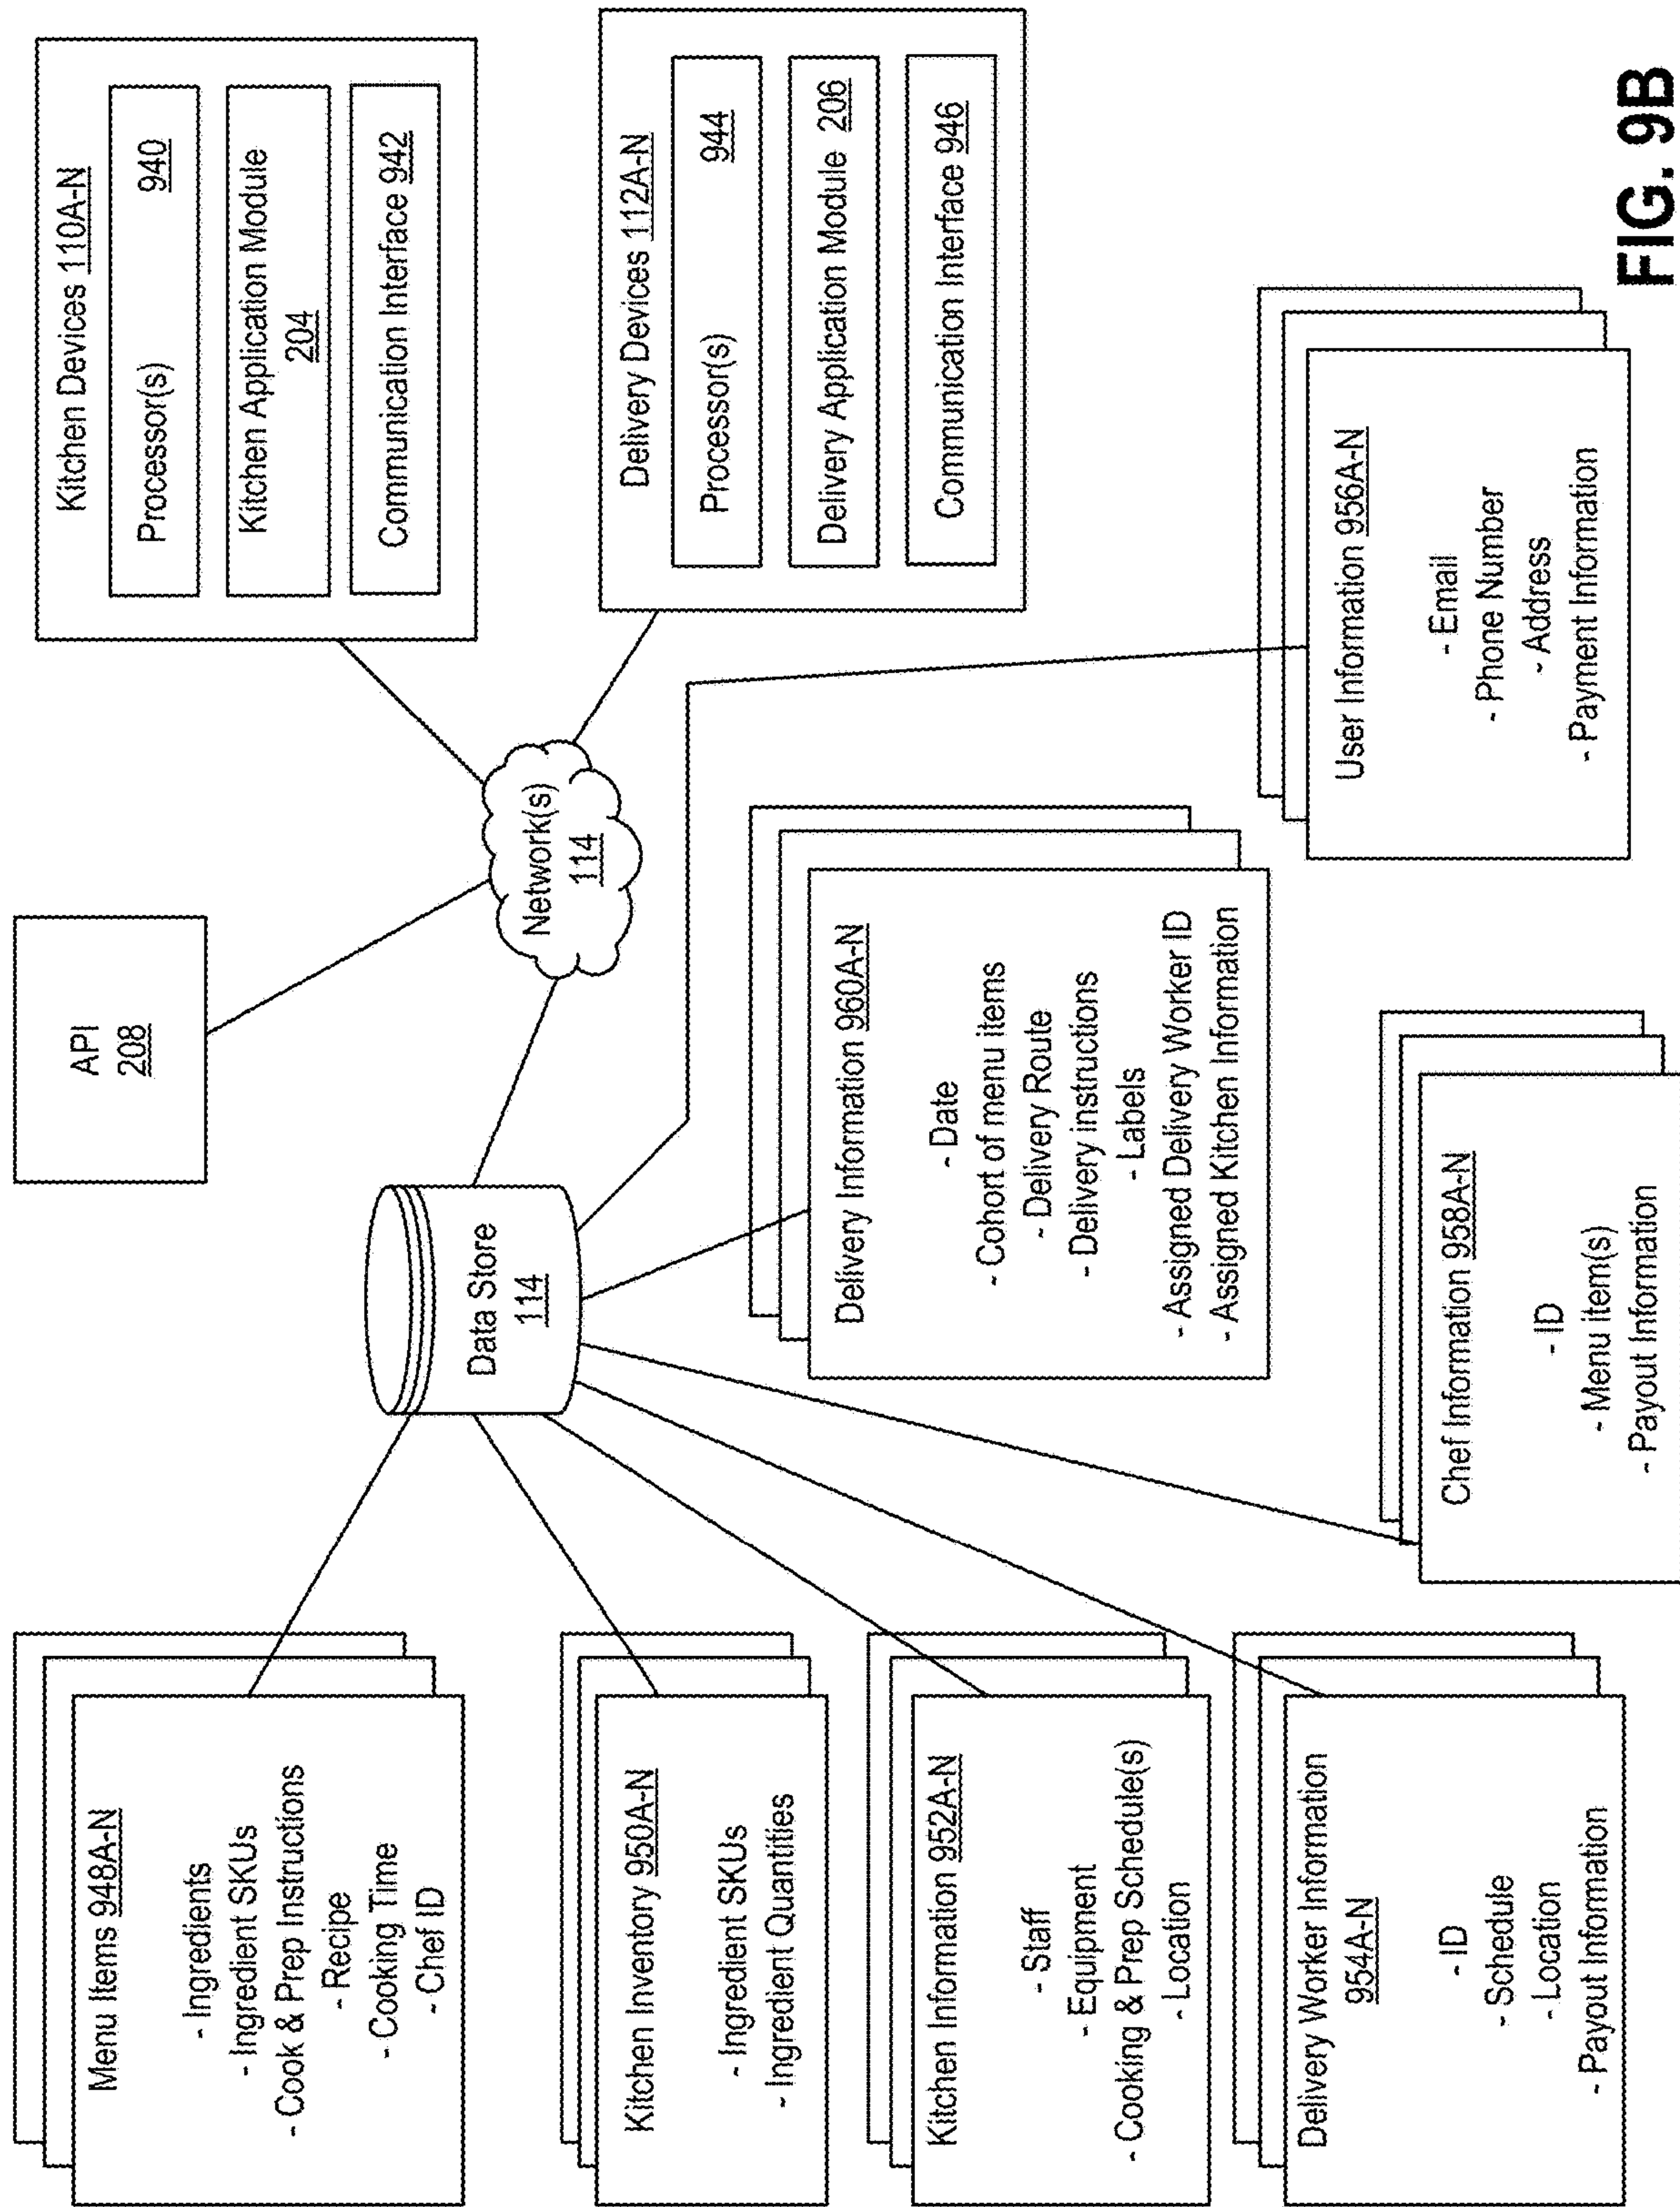 API
208
Kitchen Devices 110A-N
Processor(s) 940
Kitchen Application Module
204
Communication Interface 942
Network(s)
114
Delivery Devices 112A-N
Processor(s) 944
Delivery Application Module 206
Communication Interface 946
Data Store
114
Menu Items 948A-N
- Ingredients
- Ingredient SKUs
- Cook & Prep Instructions
- Recipe
- Cooking Time
- Chef ID
Kitchen Inventory 950A-N
- Ingredient SKUs
- Ingredient Quantities
Kitchen Information 952A-N
- Staff
- Equipment
- Cooking & Prep Schedule(s)
- Location
Delivery Worker Information
954A-N
- ID
- Schedule
- Location
- Payout Information
Delivery Information 960A-N
- Date
- Cohort of menu items
- Delivery Route
- Delivery instructions
- Labels
- Assigned Delivery Worker ID
- Assigned Kitchen Information
Chef Information 958A-N
- ID
- Menu item(s)
- Payout Information
User Information 956A-N
- Email
- Phone Number
- Address
- Payment Information
FIG. 9B